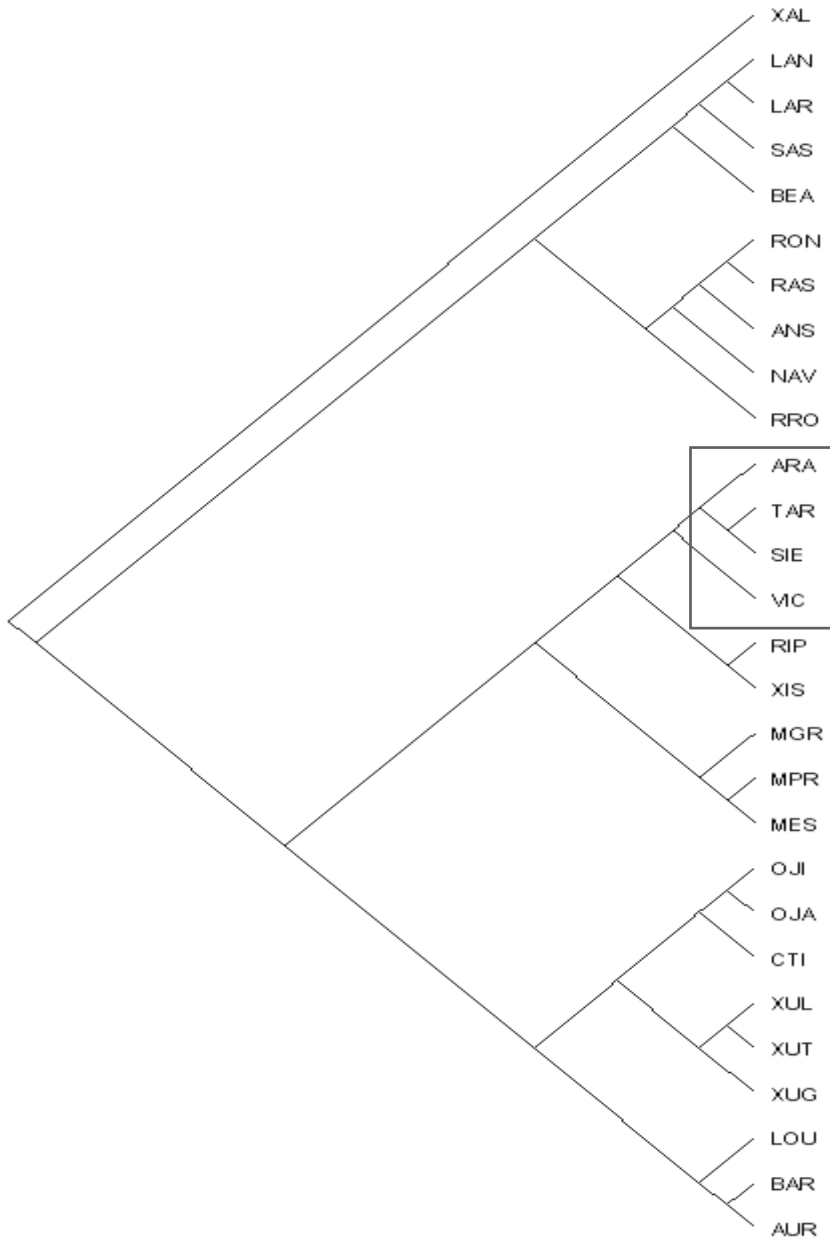 XAL
LAN
LAR
SAS
BEA
RON
RAS
ANS
NAV
RRO
ARA
TAR
SIE
VIC
RIP
XIS
MGR
MPR
MES
OJI
OJA
CTI
XUL
XUT
XUG
LOU
BAR
AUR